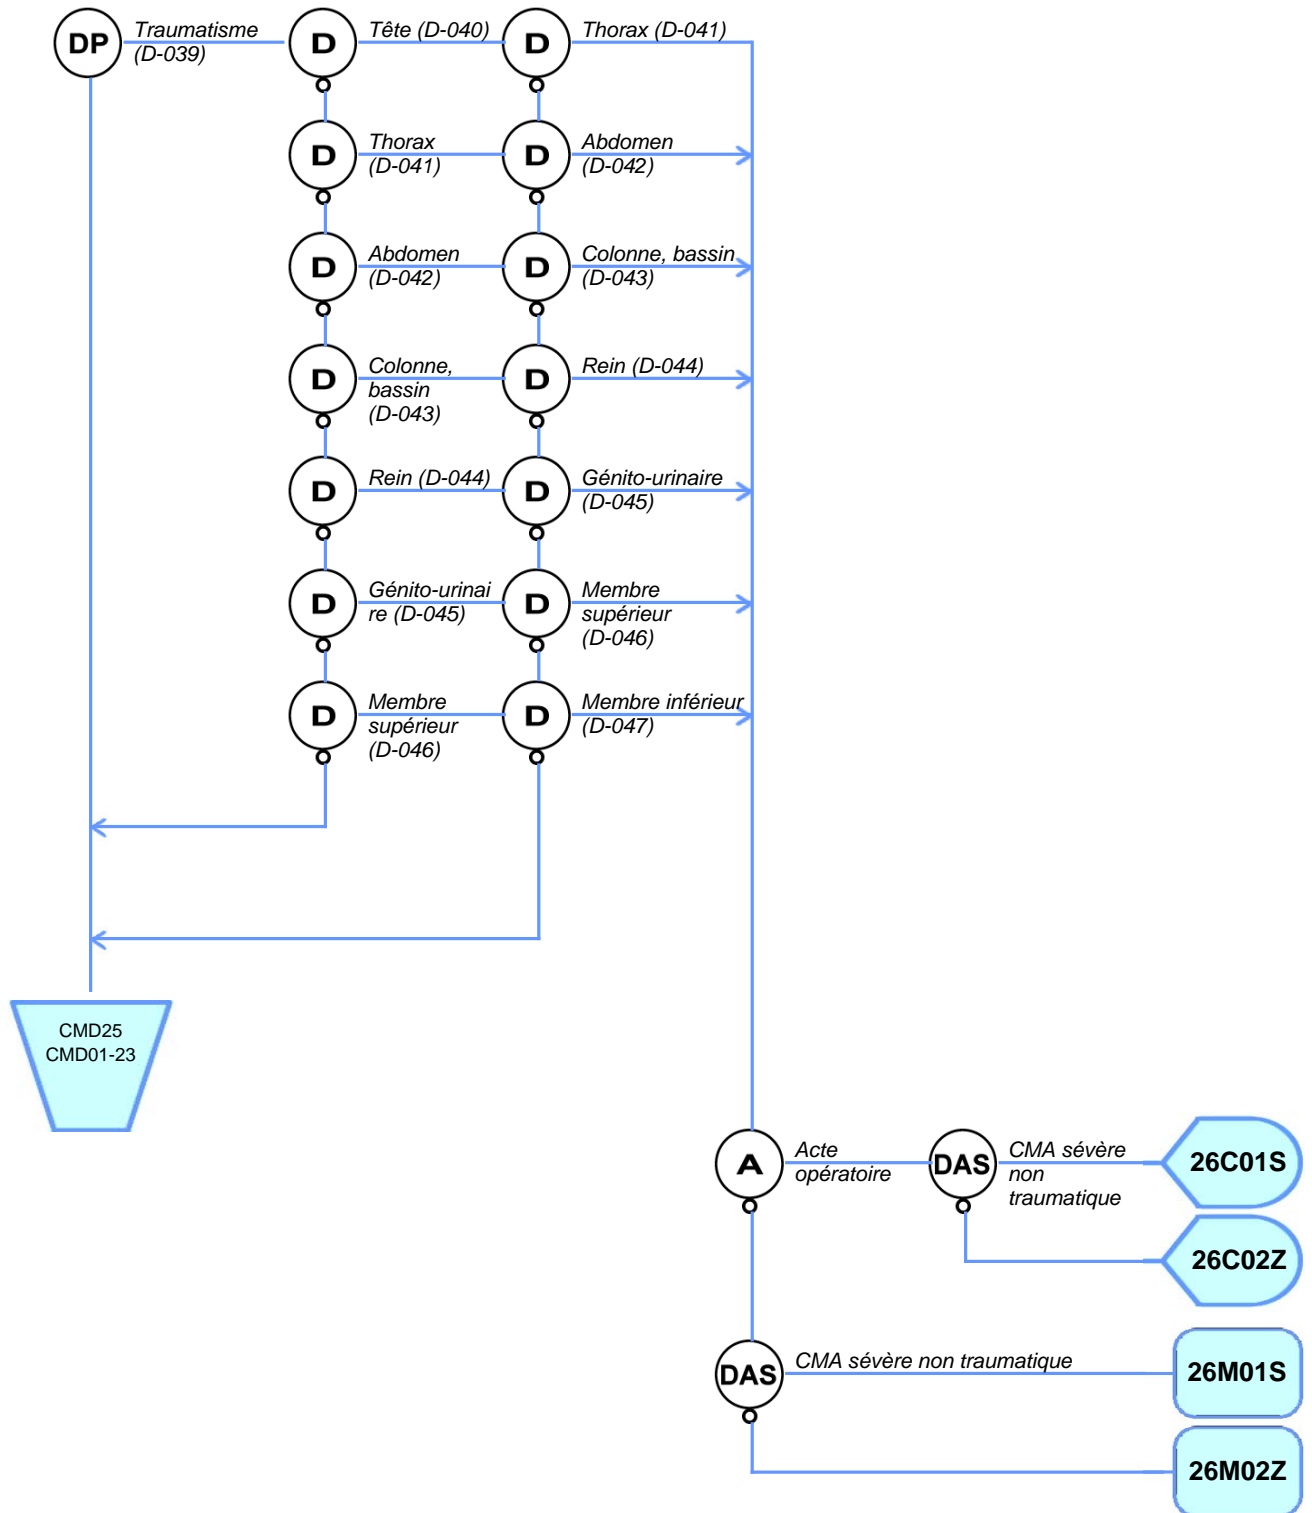 DP
Traumatisme
(D-039)
D
Tête (D-040)
D
Thorax (D-041)
D
Thorax
(D-041)
D
Abdomen
(D-042)
D
Abdomen
(D-042)
D
Colonne, bassin
(D-043)
D
Colonne,
bassin
(D-043)
D
Rein (D-044)
D
Rein (D-044)
D
Génito-urinaire
(D-045)
D
Génito-urinai
re (D-045)
D
Membre
supérieur
(D-046)
D
Membre
supérieur
(D-046)
D
Membre inférieur
(D-047)
CMD25
CMD01-23
A
Acte
opératoire
DAS
CMA sévère
non
traumatique
26C01S
26C02Z
DAS
CMA sévère non traumatique
26M01S
26M02Z